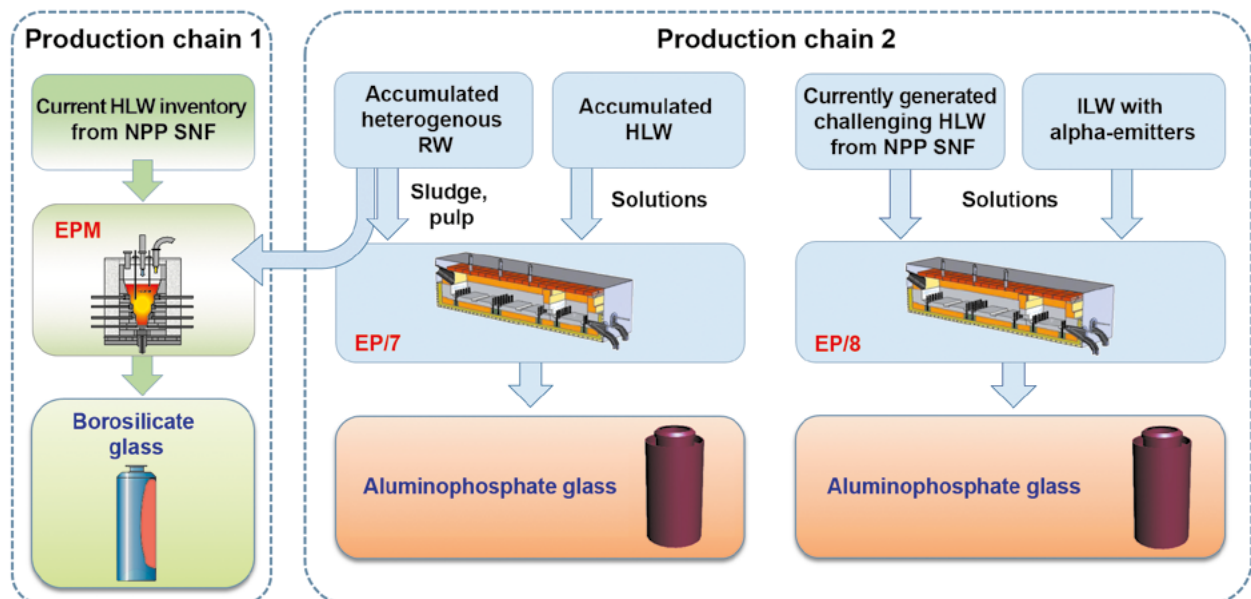 Production chain 1
Current HLW inventory
from NPP SNF
EPM
Borosilicate
glass
Production chain 2
Accumulated
heterogenous
RW
Accumulated
HLW
Currently generated
challenging HLW
from NPP SNF
ILW with
alpha-emitters
Sludge,
pulp
Solutions
Solutions
EP/7
EP/8
Aluminophosphate glass
Aluminophosphate glass